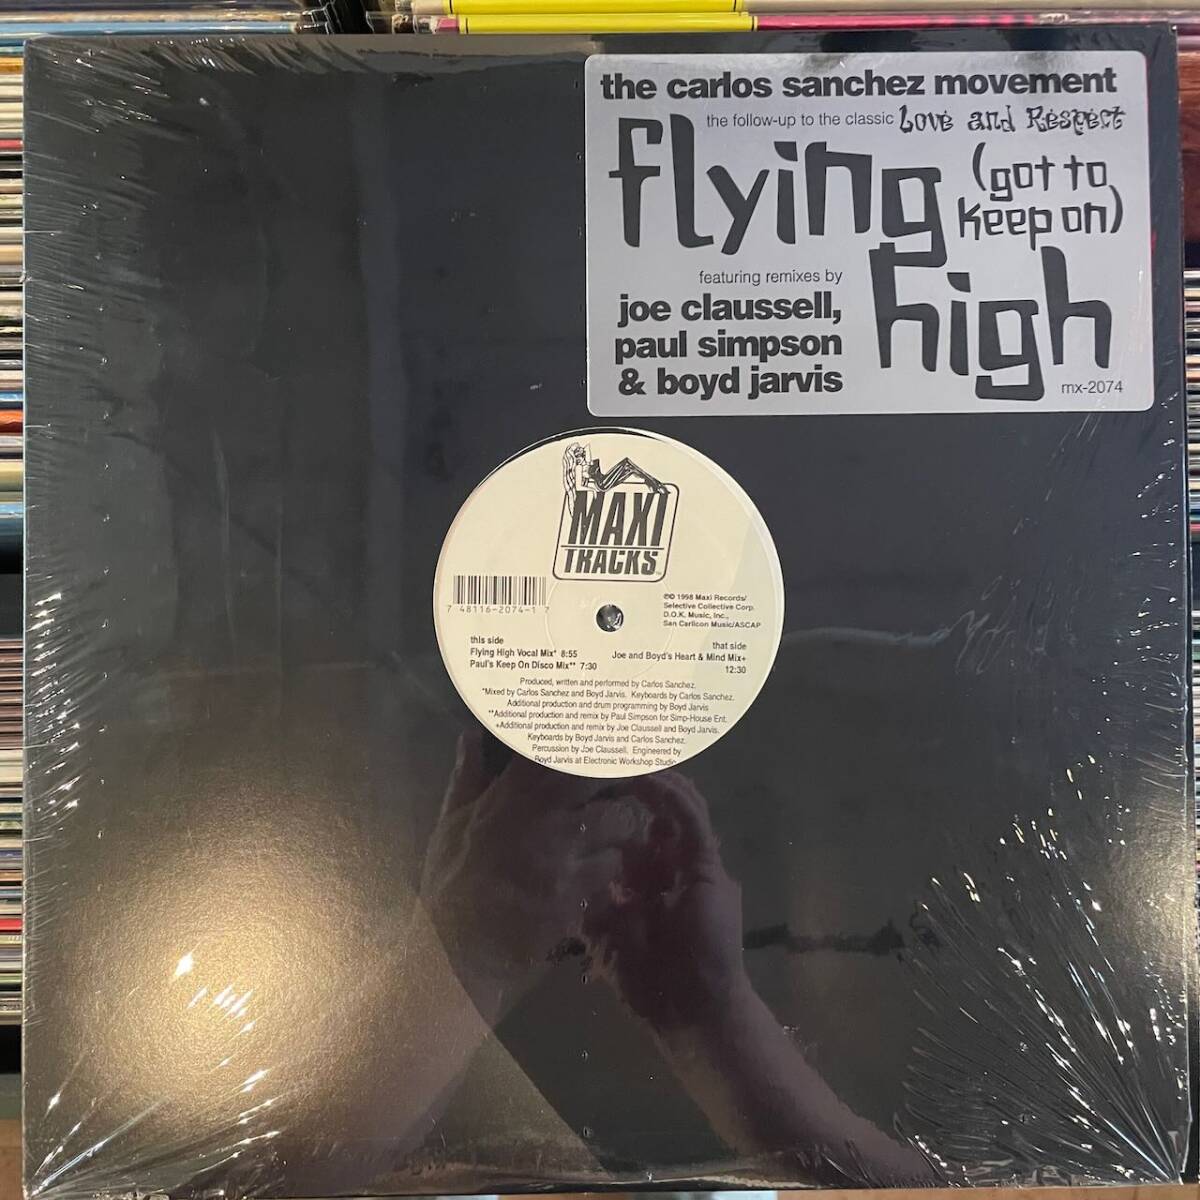 the carlos sanchez movement
the follow-up to the classic Love and Respect
flying
(got to
keep on)
high
featuring remixes by
joe claussell,
paul simpson
& boyd jarvis
mx-2074
MAXI
TRACKS
7 48116-2074-1 7
℗© 1998 Maxi Records/
Selective Collective Corp.
D.O.K. Music, Inc.,
San Carlicon Music/ASCAP
this side
Flying High Vocal Mix* 8:55
Paul's Keep On Disco Mix** 7:30
that side
Joe and Boyd's Heart & Mind Mix+
12:30
Produced, written and performed by Carlos Sanchez.
*Mixed by Carlos Sanchez and Boyd Jarvis. Keyboards by Carlos Sanchez.
Additional production and drum programming by Boyd Jarvis
**Additional production and remix by Paul Simpson for Simp-House Ent.
+Additional production and remix by Joe Claussell and Boyd Jarvis.
Keyboards by Boyd Jarvis and Carlos Sanchez.
Percussion by Joe Claussell. Engineered by
Boyd Jarvis at Electronic Workshop Studio